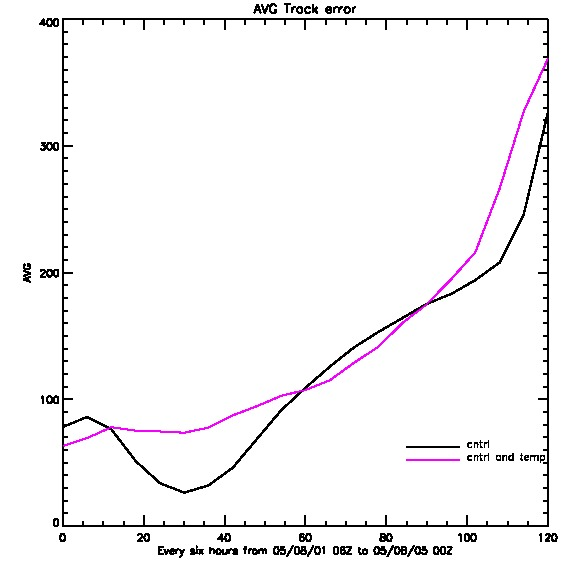 AVG Track error
400
300
200
100
0
AVG
cntrl
cntrl and temp
0 20 40 60 80 100 120
Every six hours from 05/08/01 06Z to 05/08/05 00Z